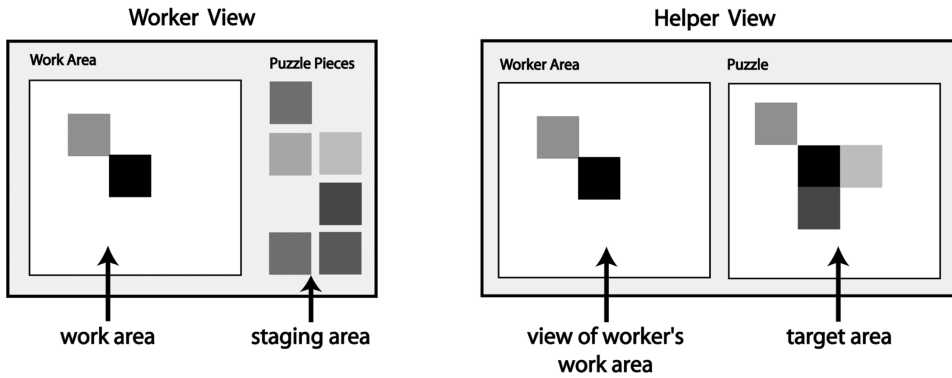 Worker View
Helper View
Work Area
Puzzle Pieces
Worker Area
Puzzle
work area
staging area
view of worker's
work area
target area